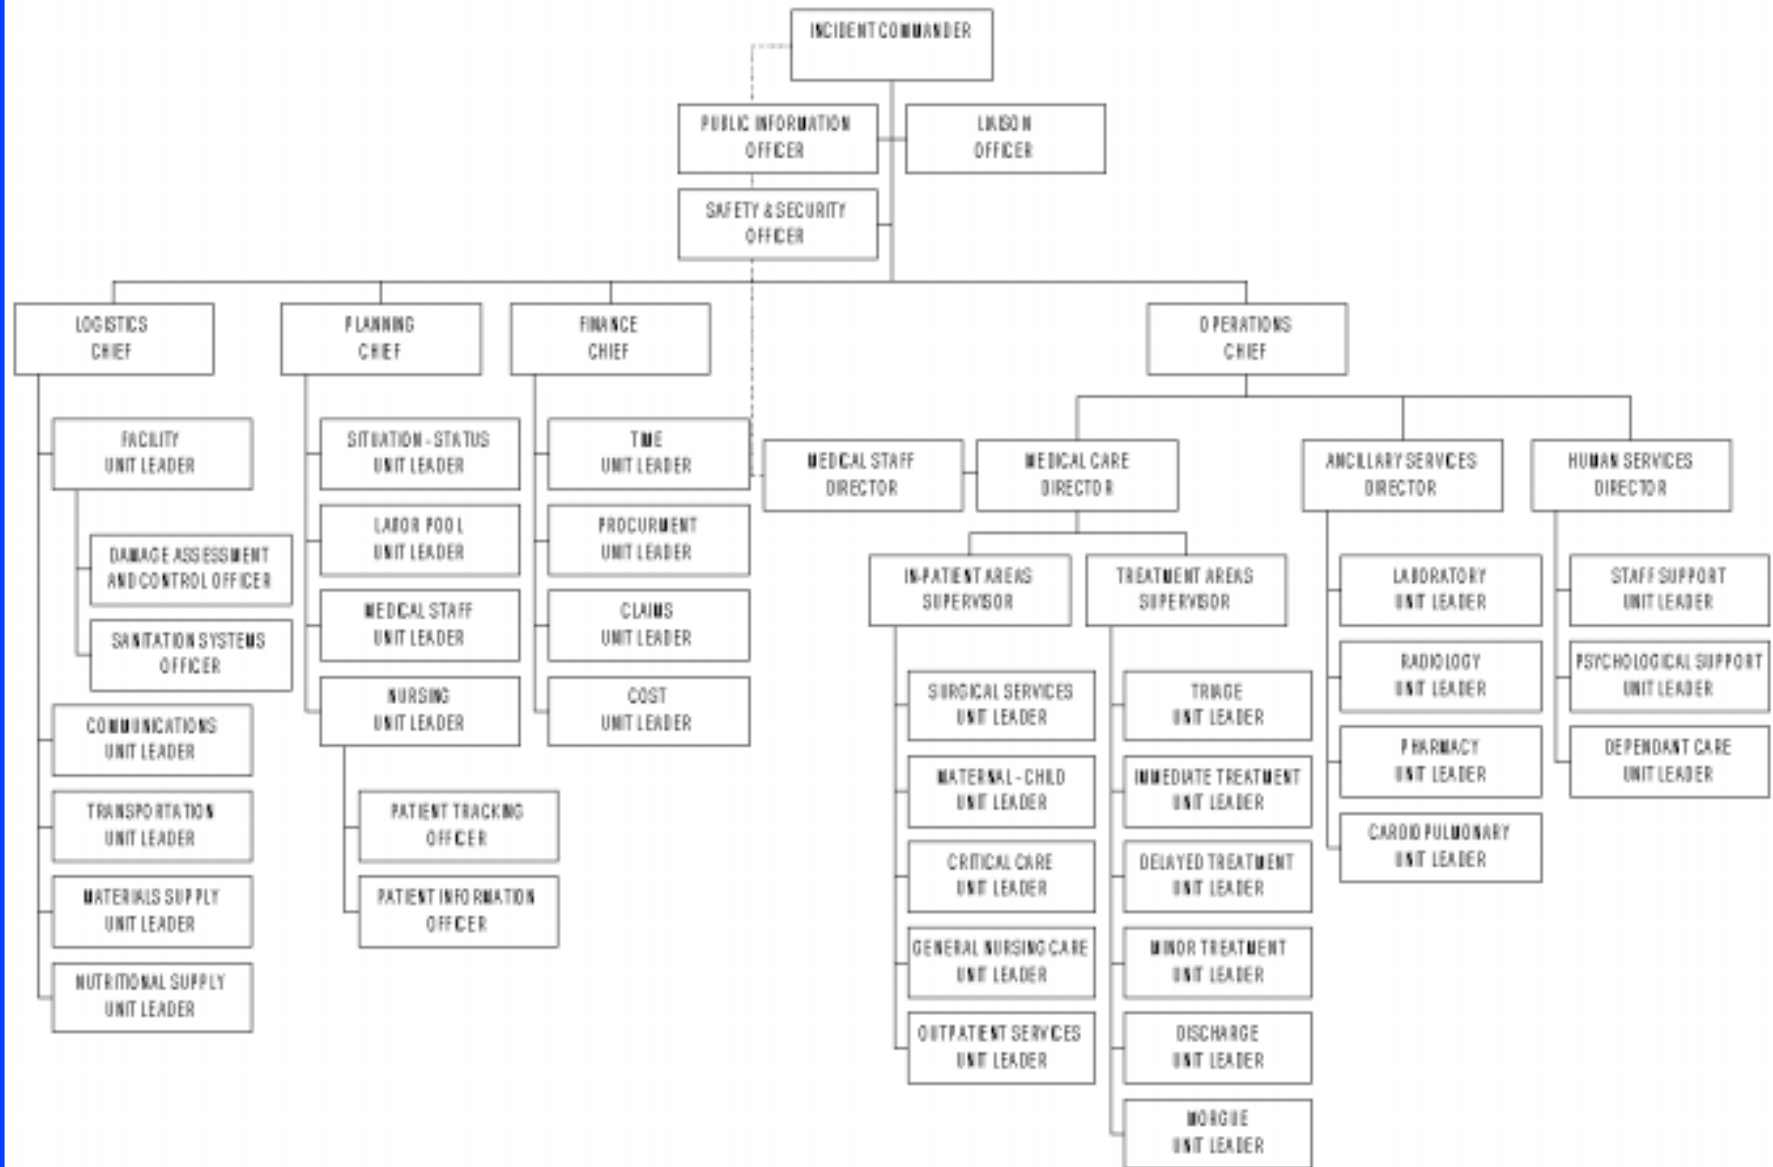 INCIDENT COMMANDER
PUBLIC INFORMATION
OFFICER
LIAISON
OFFICER
SAFETY & SECURITY
OFFICER
LOGISTICS
CHIEF
PLANNING
CHIEF
FINANCE
CHIEF
OPERATIONS
CHIEF
FACILITY
UNIT LEADER
DAMAGE ASSESSMENT
AND CONTROL OFFICER
SANITATION SYSTEMS
OFFICER
COMMUNICATIONS
UNIT LEADER
TRANSPORTATION
UNIT LEADER
MATERIALS SUPPLY
UNIT LEADER
NUTRITIONAL SUPPLY
UNIT LEADER
SITUATION - STATUS
UNIT LEADER
LABOR POOL
UNIT LEADER
MEDICAL STAFF
UNIT LEADER
NURSING
UNIT LEADER
PATIENT TRACKING
OFFICER
PATIENT INFORMATION
OFFICER
TIME
UNIT LEADER
PROCURMENT
UNIT LEADER
CLAIMS
UNIT LEADER
COST
UNIT LEADER
MEDICAL STAFF
DIRECTOR
MEDICAL CARE
DIRECTOR
ANCILLARY SERVICES
DIRECTOR
HUMAN SERVICES
DIRECTOR
IN-PATIENT AREAS
SUPERVISOR
SURGICAL SERVICES
UNIT LEADER
MATERNAL - CHILD
UNIT LEADER
CRITICAL CARE
UNIT LEADER
GENERAL NURSING CARE
UNIT LEADER
OUTPATIENT SERVICES
UNIT LEADER
TREATMENT AREAS
SUPERVISOR
TRIAGE
UNIT LEADER
IMMEDIATE TREATMENT
UNIT LEADER
DELAYED TREATMENT
UNIT LEADER
MINOR TREATMENT
UNIT LEADER
DISCHARGE
UNIT LEADER
MORGUE
UNIT LEADER
LABORATORY
UNIT LEADER
RADIOLOGY
UNIT LEADER
PHARMACY
UNIT LEADER
CARDIOPULMONARY
UNIT LEADER
STAFF SUPPORT
UNIT LEADER
PSYCHOLOGICAL SUPPORT
UNIT LEADER
DEPENDANT CARE
UNIT LEADER